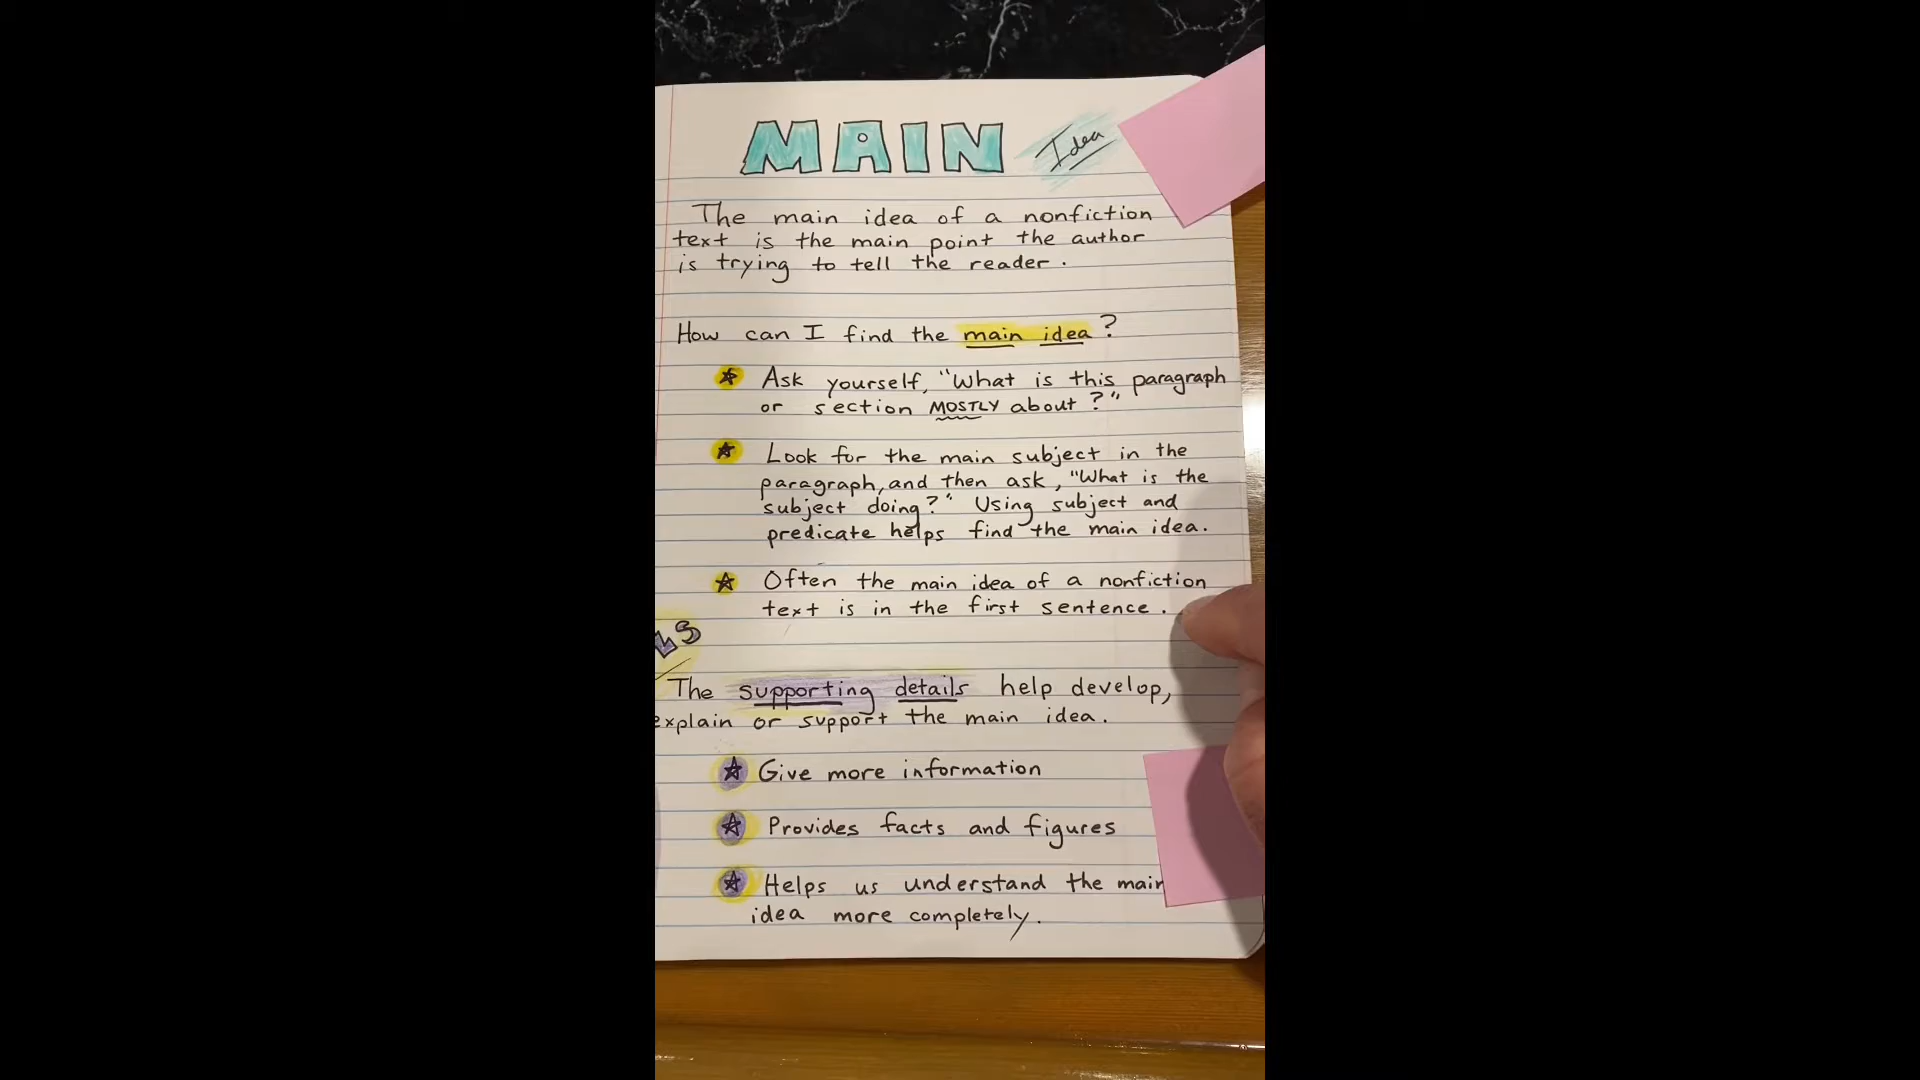 MAIN Idea
The main idea of a nonfiction
text is the main point the author
is trying to tell the reader.
How can I find the main idea?
Ask yourself, "What is this paragraph
or section MOSTLY about?"
Look for the main subject in the
paragraph, and then ask, "What is the
subject doing?" Using subject and
predicate helps find the main idea.
Often the main idea of a nonfiction
text is in the first sentence.
LS
The supporting details help develop,
explain or support the main idea.
Give more information
Provides facts and figures
Helps us understand the main
idea more completely.